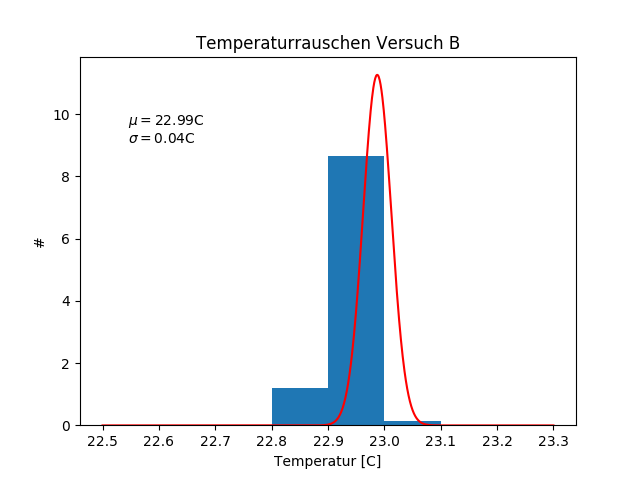 Temperaturrauschen Versuch B
μ = 22.99C
σ = 0.04C
10
8
6
4
2
0
#
22.5 22.6 22.7 22.8 22.9 23.0 23.1 23.2 23.3
Temperatur [C]